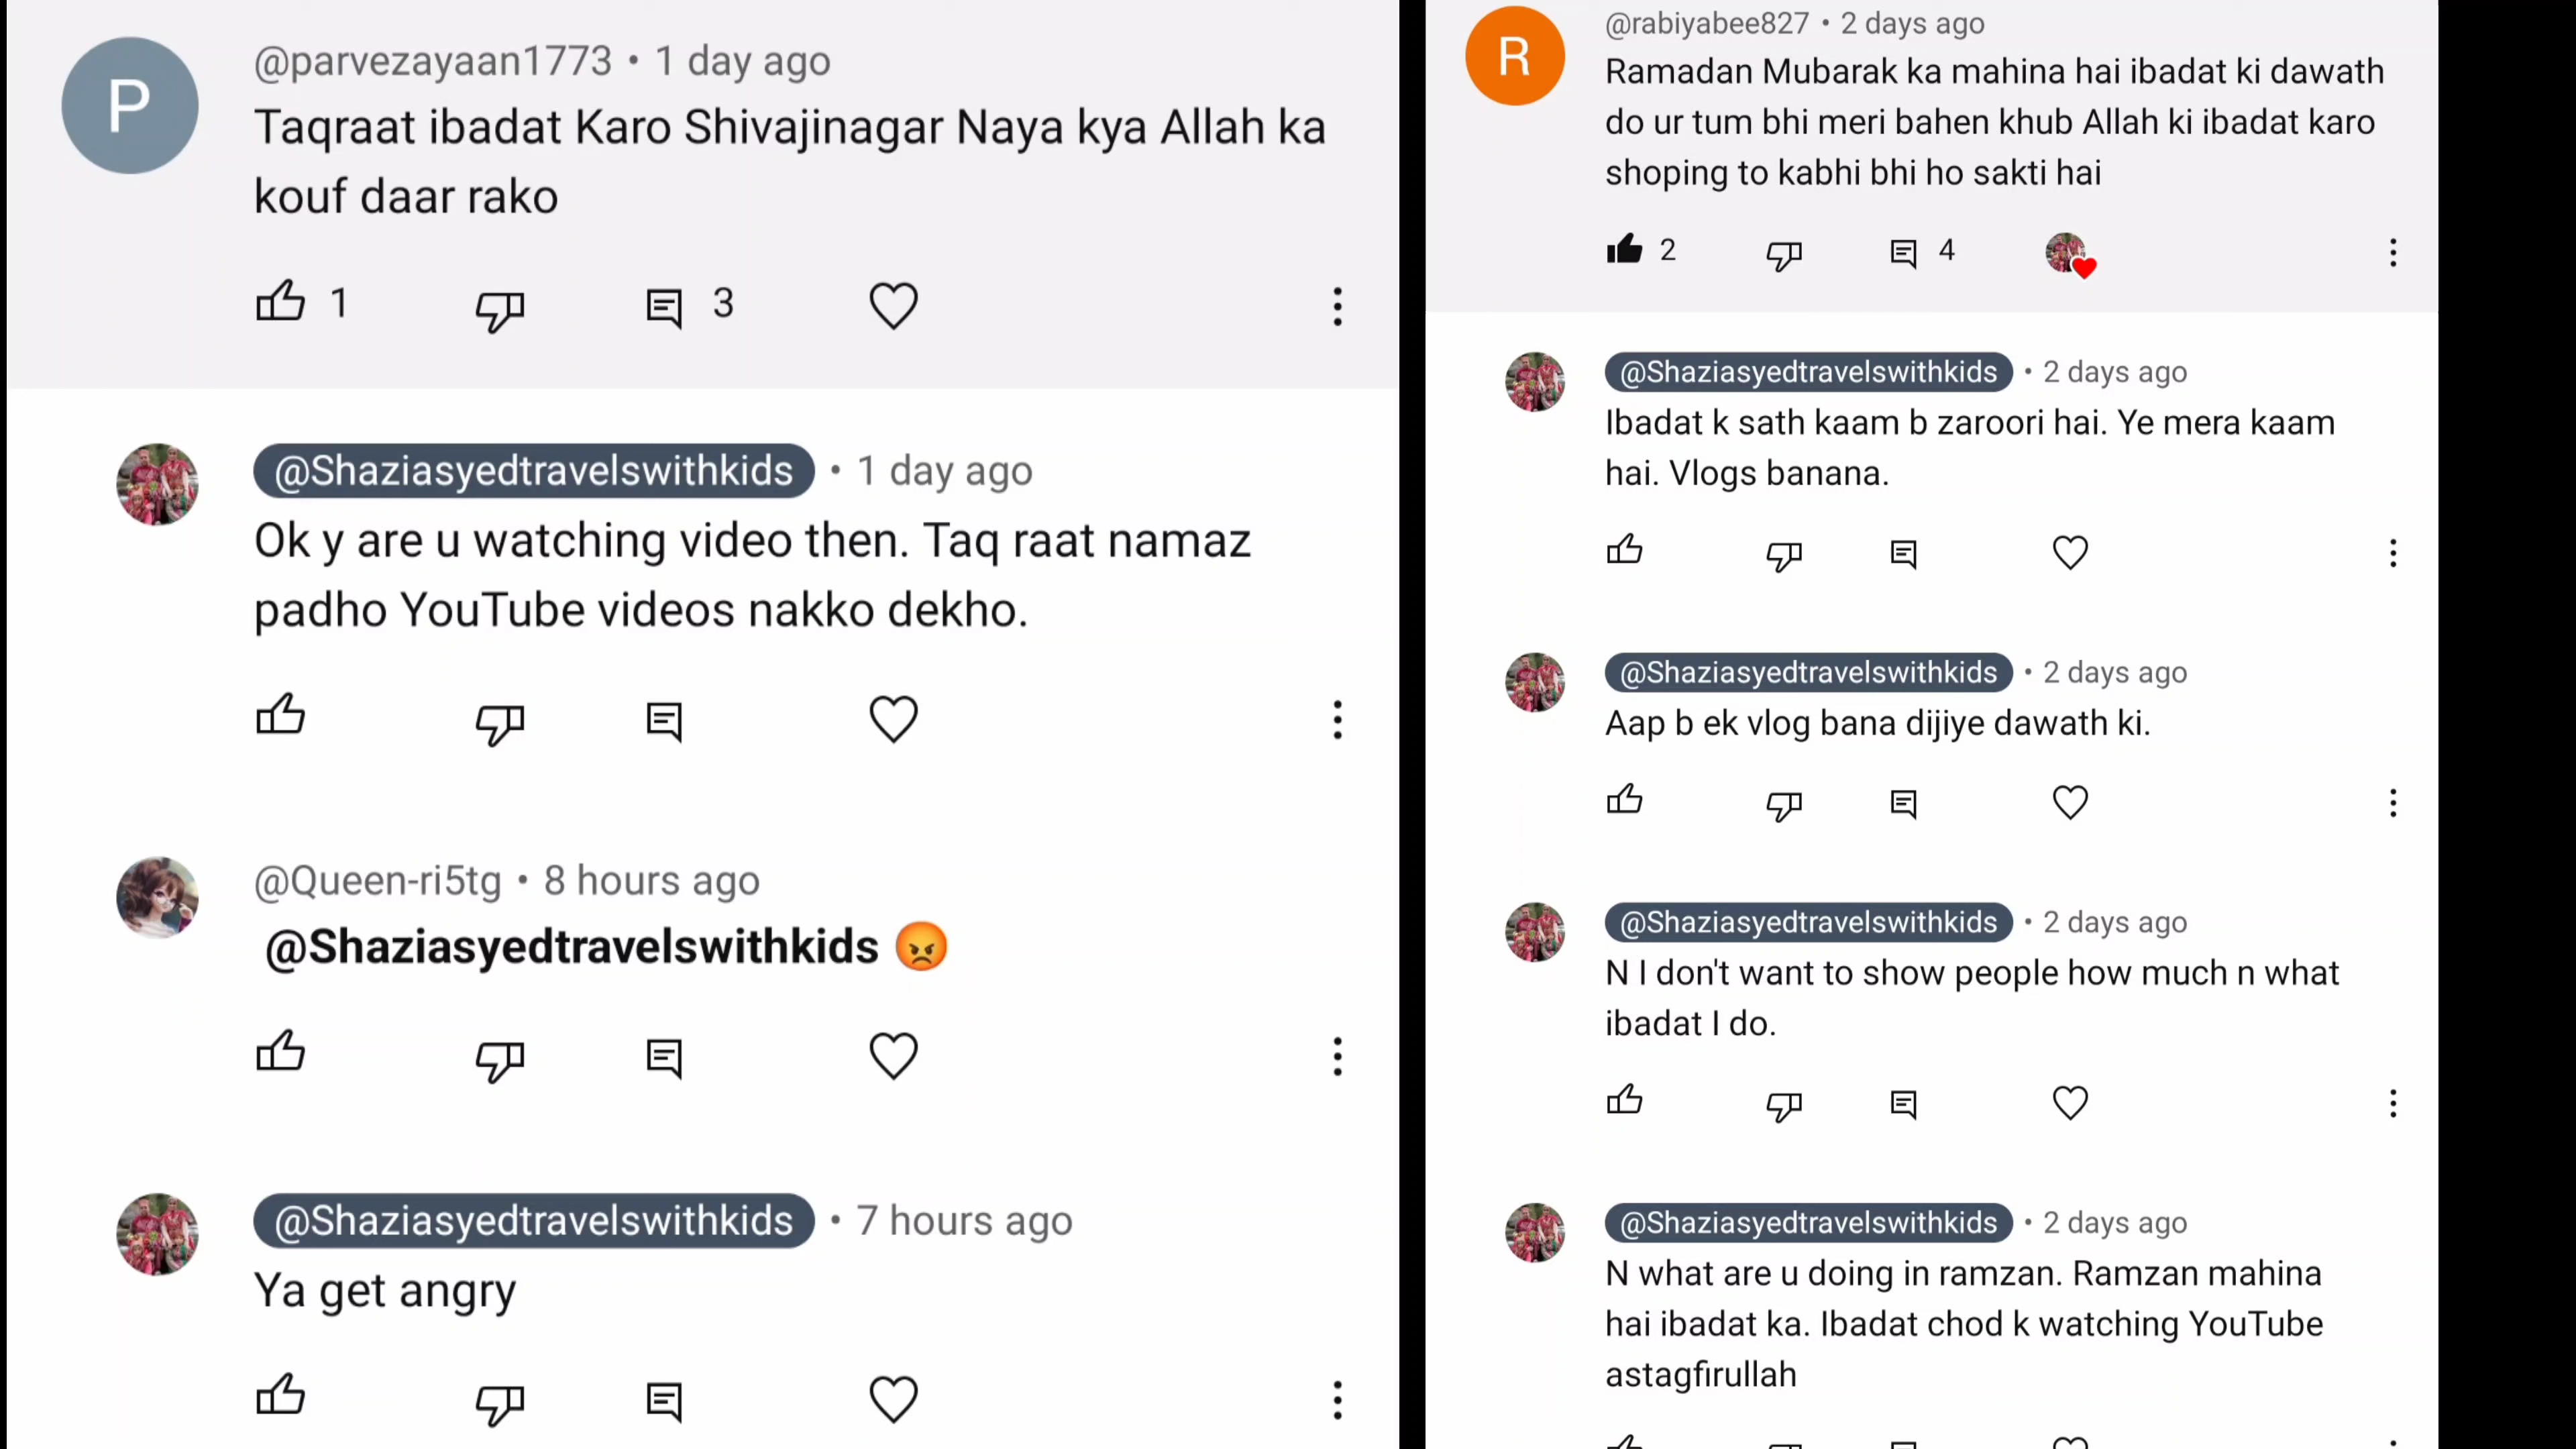 P
@parvezayaan1773 • 1 day ago
Taqraat ibadat Karo Shivajinagar Naya kya Allah ka
kouf daar rako
1 3
@Shaziasyedtravelswithkids • 1 day ago
Ok y are u watching video then. Taq raat namaz
padho YouTube videos nakko dekho.
@Queen-ri5tg • 8 hours ago
@Shaziasyedtravelswithkids 😡
@Shaziasyedtravelswithkids • 7 hours ago
Ya get angry
R
@rabiyabee827 • 2 days ago
Ramadan Mubarak ka mahina hai ibadat ki dawath
do ur tum bhi meri bahen khub Allah ki ibadat karo
shoping to kabhi bhi ho sakti hai
2 4
@Shaziasyedtravelswithkids • 2 days ago
Ibadat k sath kaam b zaroori hai. Ye mera kaam
hai. Vlogs banana.
@Shaziasyedtravelswithkids • 2 days ago
Aap b ek vlog bana dijiye dawath ki.
@Shaziasyedtravelswithkids • 2 days ago
N I don't want to show people how much n what
ibadat I do.
@Shaziasyedtravelswithkids • 2 days ago
N what are u doing in ramzan. Ramzan mahina
hai ibadat ka. Ibadat chod k watching YouTube
astagfirullah